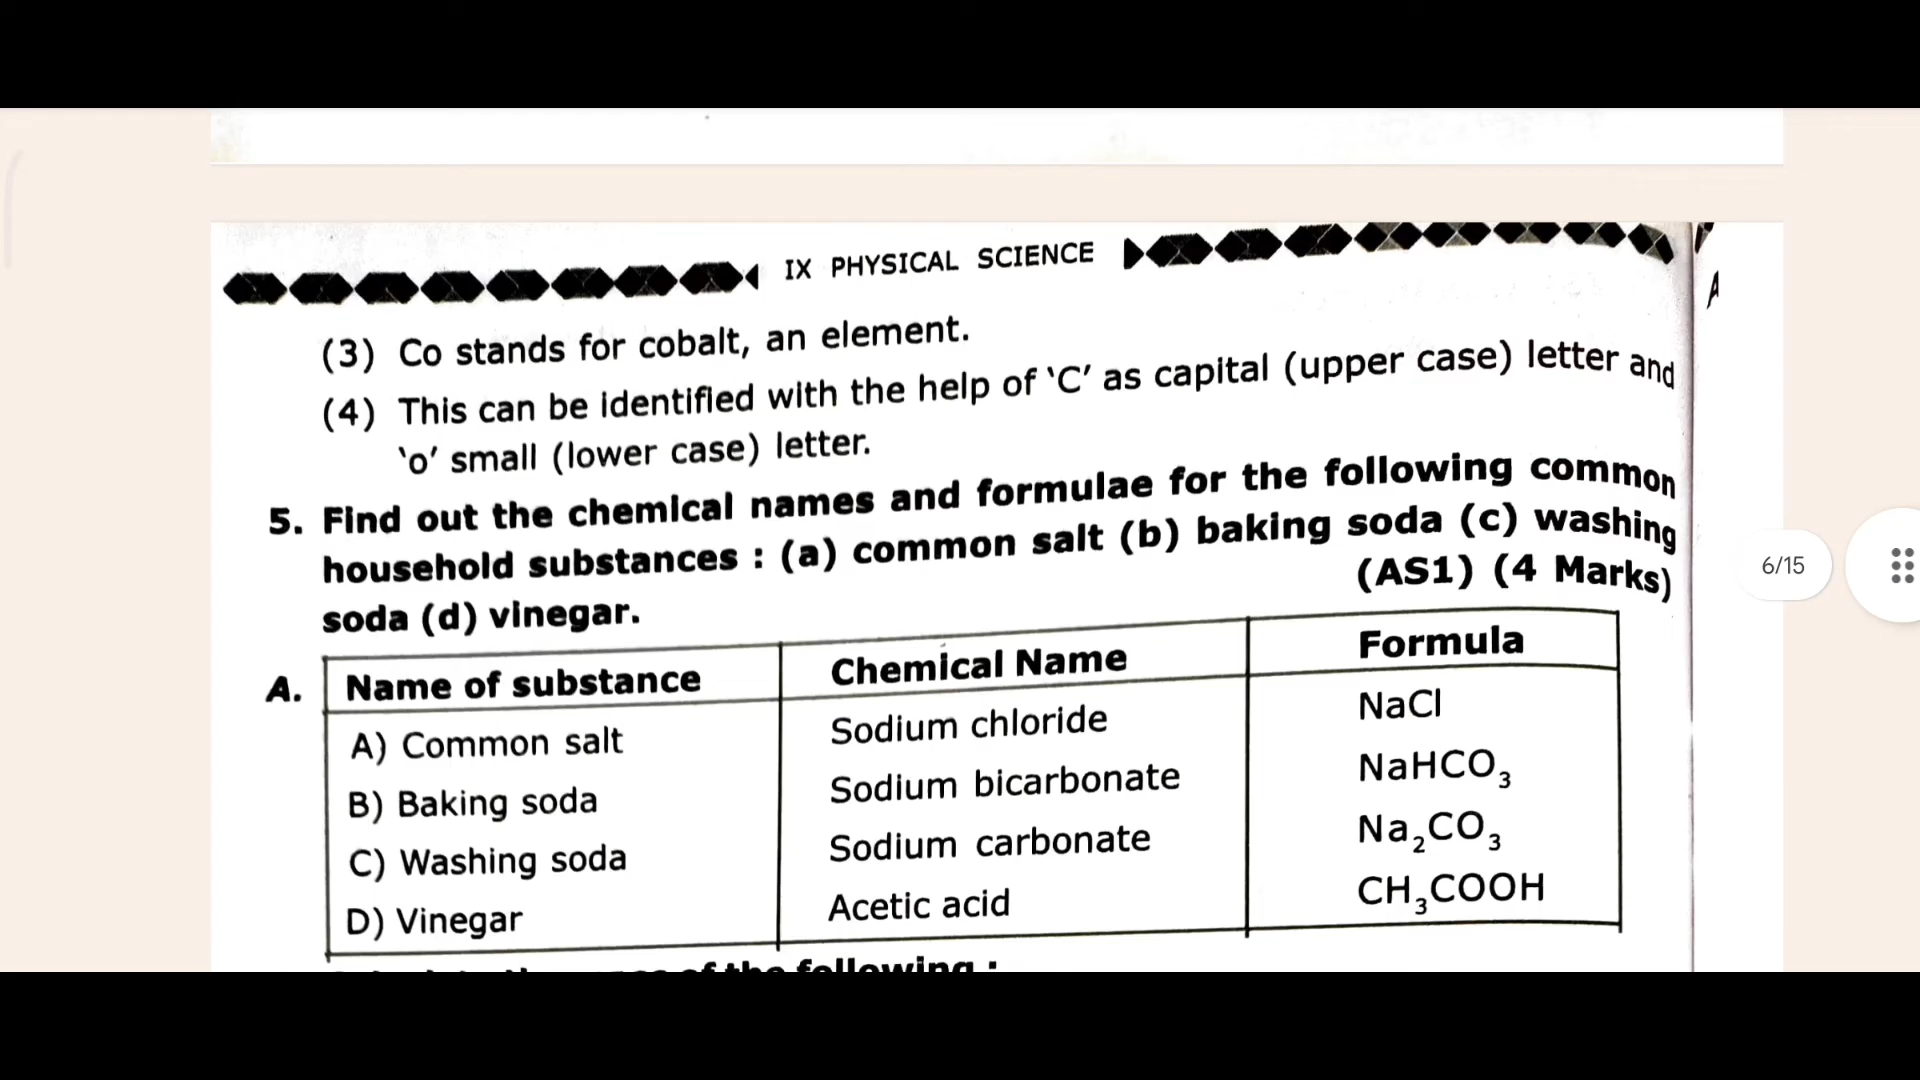 IX PHYSICAL SCIENCE
(3) Co stands for cobalt, an element.
(4) This can be identified with the help of ‘C’ as capital (upper case) letter and
‘o’ small (lower case) letter.
5. Find out the chemical names and formulae for the following common
household substances : (a) common salt (b) baking soda (c) washing
soda (d) vinegar. (AS1) (4 Marks)
A. Name of substance Chemical Name Formula
A) Common salt Sodium chloride NaCl
B) Baking soda Sodium bicarbonate NaHCO₃
C) Washing soda Sodium carbonate Na₂CO₃
D) Vinegar Acetic acid CH₃COOH
of the following :
6/15
A